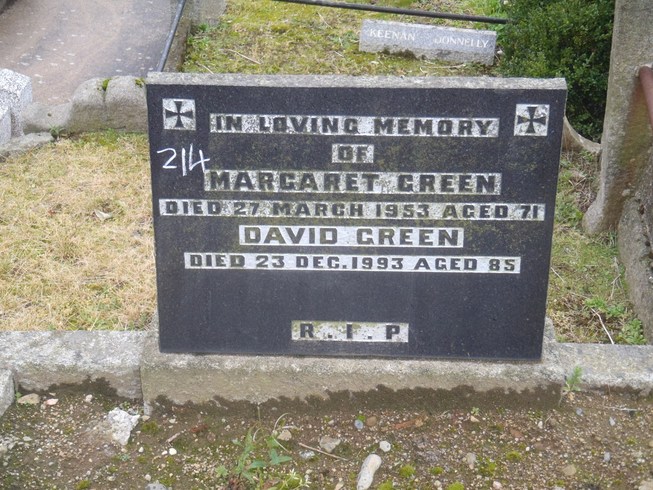 KEENAN DONNELLY
IN LOVING MEMORY
OF
214
MARGARET GREEN
DIED 27 MARCH 1953 AGED 71
DAVID GREEN
DIED 23 DEC. 1993 AGED 85
R. I. P